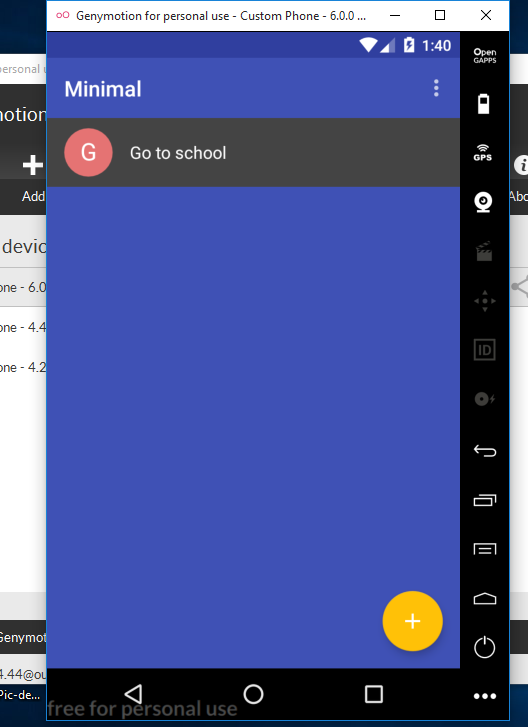 Genymotion for personal use - Custom Phone - 6.0.0 ...
personal u
notion
Add
Abo
devic
one - 6.0
one - 4.4
one - 4.2
Genymot
4.44@ou
Pic-de...
1:40
Minimal
G
Go to school
+
Open
GAPPS
GPS
ID
free for personal use